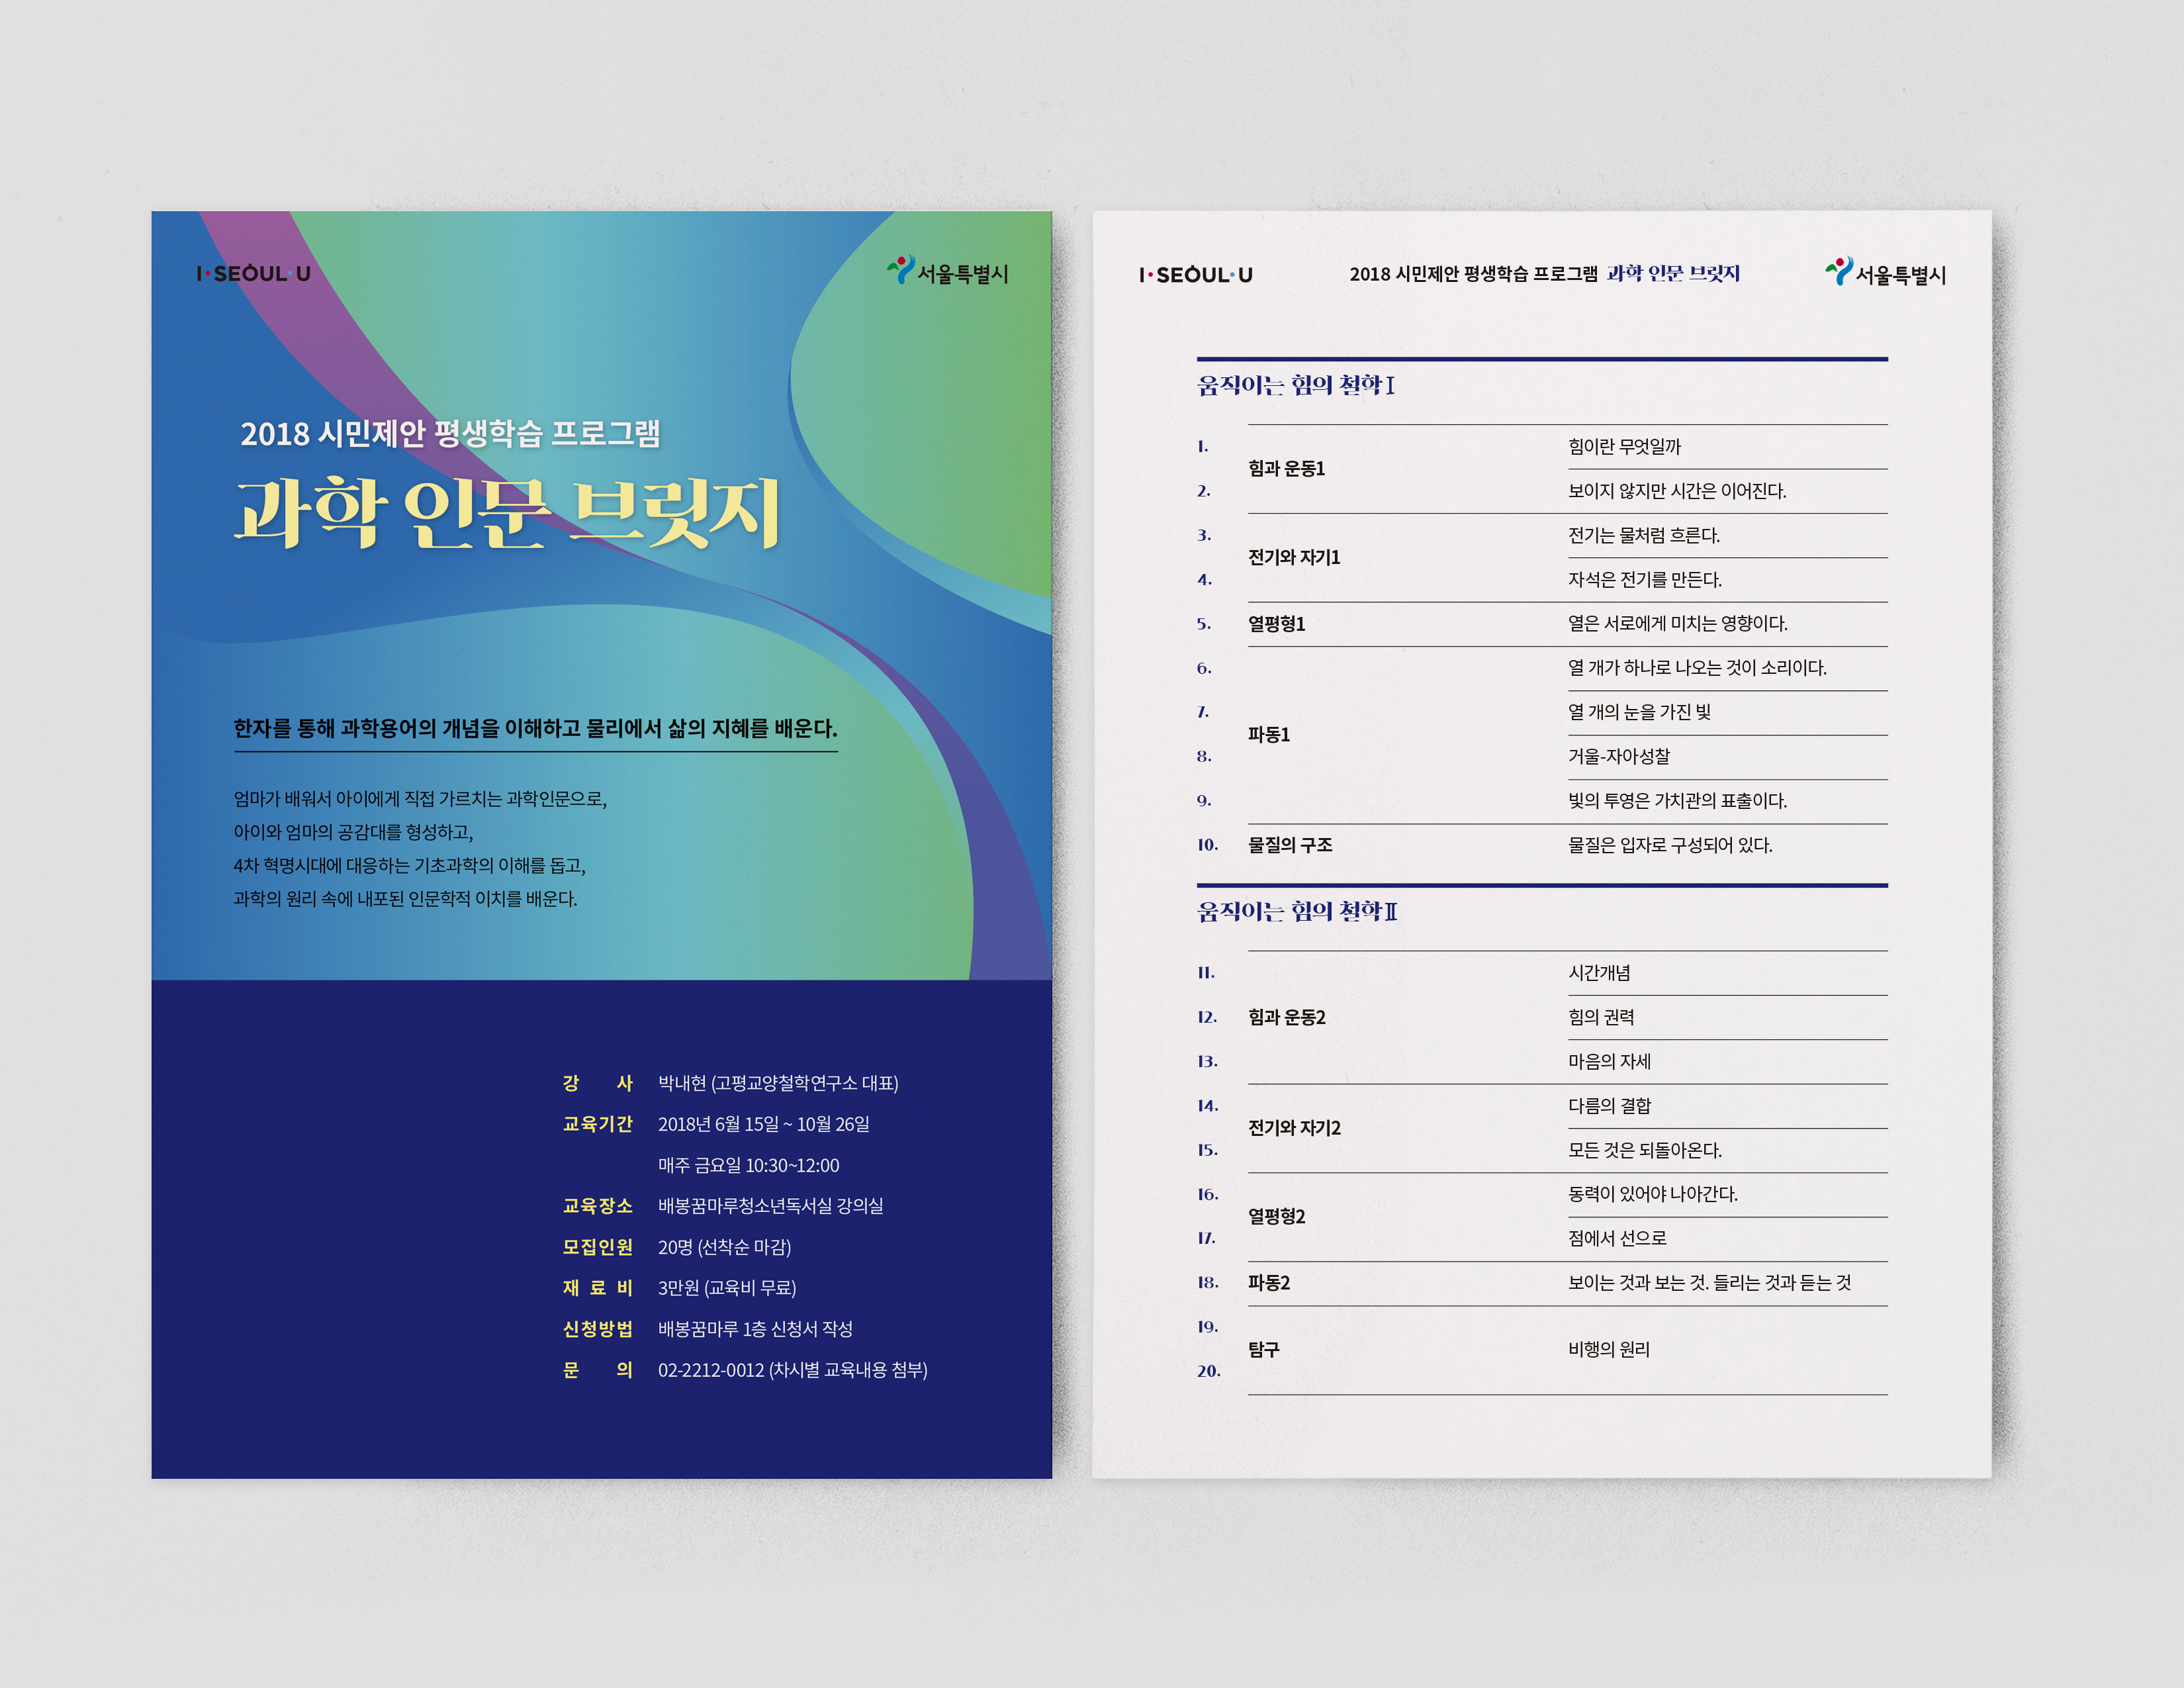 I·SEOUL·U
서울특별시
2018 시민제안 평생학습 프로그램
과학 인문 브릿지
한자를 통해 과학용어의 개념을 이해하고 물리에서 삶의 지혜를 배운다.
엄마가 배워서 아이에게 직접 가르치는 과학인문으로,
아이와 엄마의 공감대를 형성하고,
4차 혁명시대에 대응하는 기초과학의 이해를 돕고,
과학의 원리 속에 내포된 인문학적 이치를 배운다.
강 사 박내현 (고평교양철학연구소 대표)
교육기간 2018년 6월 15일 ~ 10월 26일
매주 금요일 10:30~12:00
교육장소 배봉꿈마루청소년독서실 강의실
모집인원 20명 (선착순 마감)
재 료 비 3만원 (교육비 무료)
신청방법 배봉꿈마루 1층 신청서 작성
문 의 02-2212-0012 (차시별 교육내용 첨부)
I·SEOUL·U
2018 시민제안 평생학습 프로그램 과학 인문 브릿지
서울특별시
움직이는 힘의 철학Ⅰ
힘과 운동1
1. 힘이란 무엇일까
2. 보이지 않지만 시간은 이어진다.
전기와 자기1
3. 전기는 물처럼 흐른다.
4. 자석은 전기를 만든다.
5. 열평형1 열은 서로에게 미치는 영향이다.
파동1
6. 열 개가 하나로 나오는 것이 소리이다.
7. 열 개의 눈을 가진 빛
8. 거울-자아성찰
9. 빛의 투영은 가치관의 표출이다.
10. 물질의 구조 물질은 입자로 구성되어 있다.
움직이는 힘의 철학Ⅱ
11. 시간개념
12. 힘과 운동2 힘의 권력
13. 마음의 자세
전기와 자기2
14. 다름의 결합
15. 모든 것은 되돌아온다.
열평형2
16. 동력이 있어야 나아간다.
17. 점에서 선으로
18. 파동2 보이는 것과 보는 것. 들리는 것과 듣는 것
19.
탐구 비행의 원리
20.